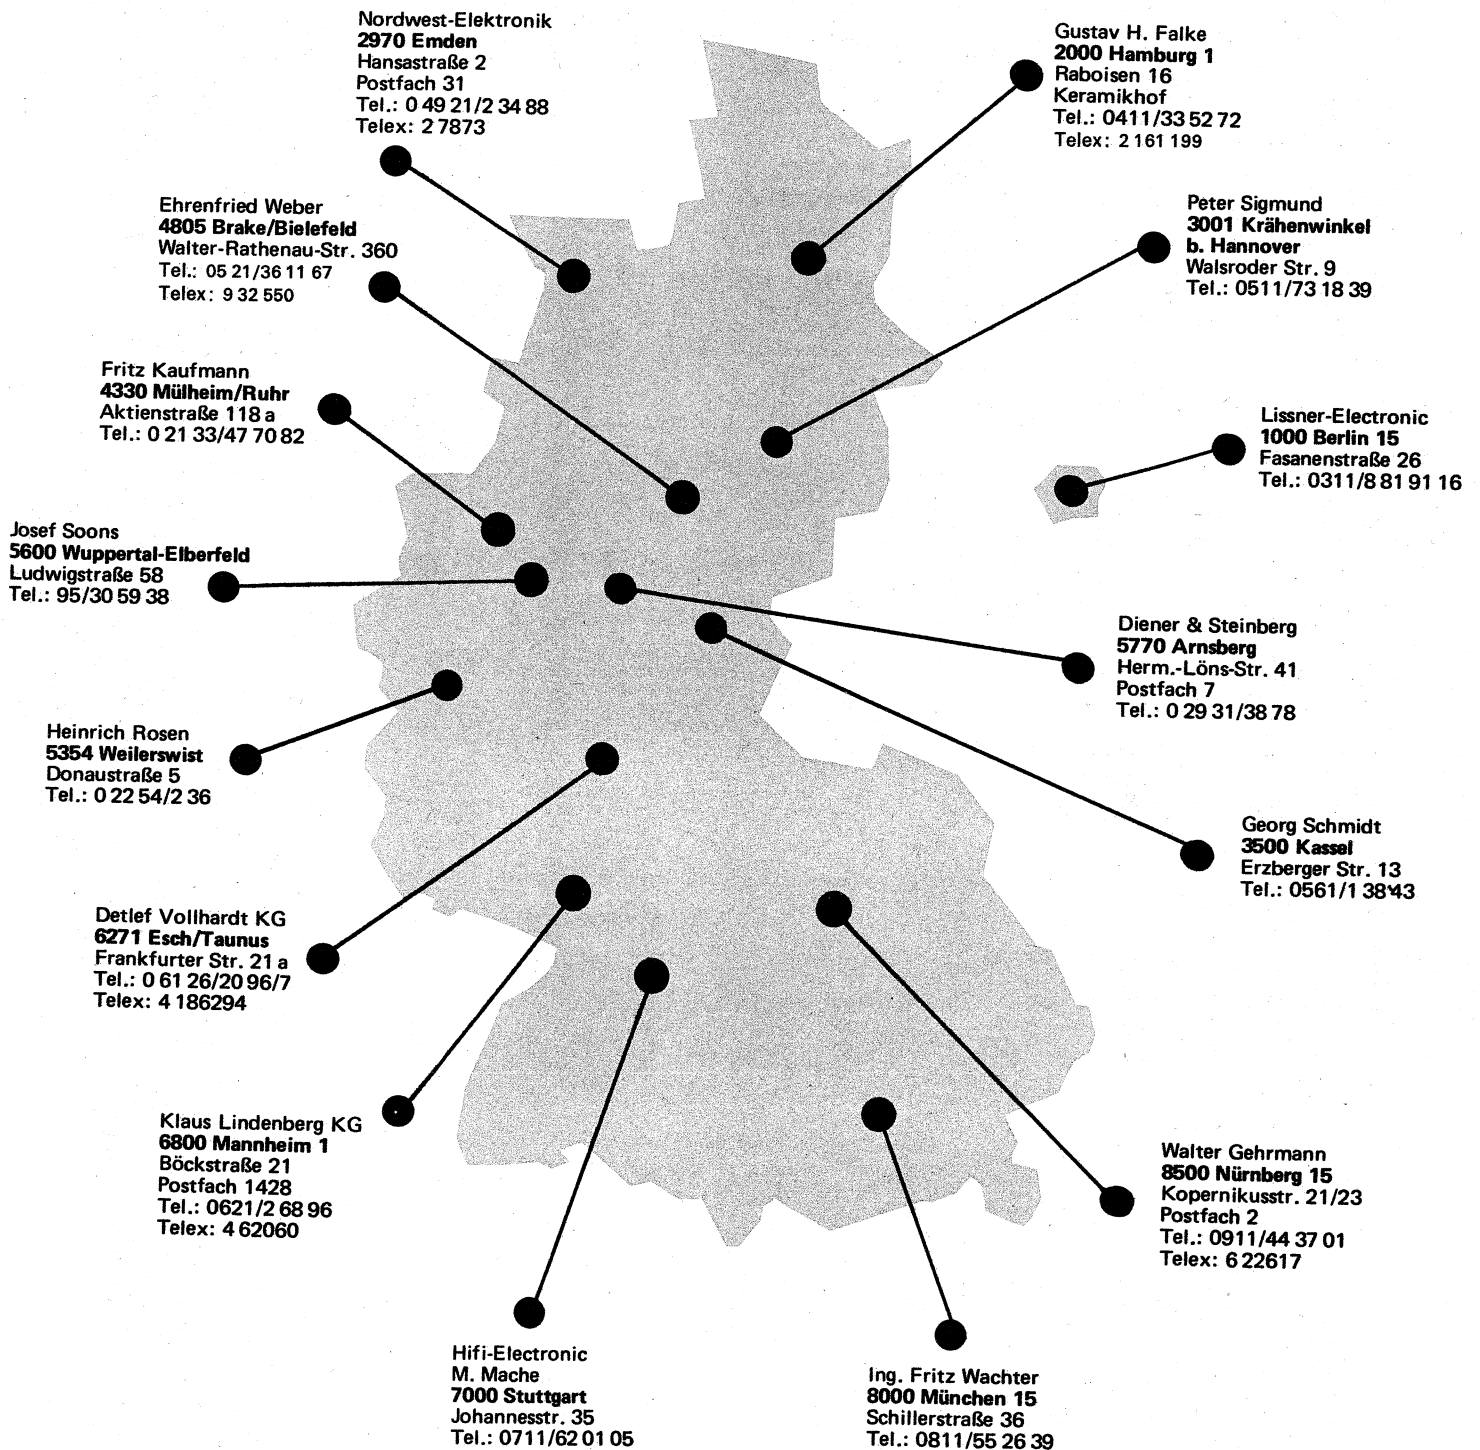 Nordwest-Elektronik
2970 Emden
Hansastraße 2
Postfach 31
Tel.: 0 49 21/2 34 88
Telex: 2 7873
Gustav H. Falke
2000 Hamburg 1
Raboisen 16
Keramikhof
Tel.: 0411/33 52 72
Telex: 2 161 199
Ehrenfried Weber
4805 Brake/Bielefeld
Walter-Rathenau-Str. 360
Tel.: 05 21/36 11 67
Telex: 9 32 550
Peter Sigmund
3001 Krähenwinkel
b. Hannover
Walsroder Str. 9
Tel.: 0511/73 18 39
Fritz Kaufmann
4330 Mülheim/Ruhr
Aktienstraße 118 a
Tel.: 0 21 33/47 70 82
Lissner-Electronic
1000 Berlin 15
Fasanenstraße 26
Tel.: 0311/8 81 91 16
Josef Soons
5600 Wuppertal-Elberfeld
Ludwigstraße 58
Tel.: 95/30 59 38
Diener & Steinberg
5770 Arnsberg
Herm.-Löns-Str. 41
Postfach 7
Tel.: 0 29 31/38 78
Heinrich Rosen
5354 Weilerswist
Donaustraße 5
Tel.: 0 22 54/2 36
Georg Schmidt
3500 Kassel
Erzberger Str. 13
Tel.: 0561/1 38 43
Detlef Vollhardt KG
6271 Esch/Taunus
Frankfurter Str. 21 a
Tel.: 0 61 26/20 96/7
Telex: 4 186294
Klaus Lindenberg KG
6800 Mannheim 1
Böckstraße 21
Postfach 1428
Tel.: 0621/2 68 96
Telex: 4 62060
Walter Gehrmann
8500 Nürnberg 15
Kopernikusstr. 21/23
Postfach 2
Tel.: 0911/44 37 01
Telex: 6 22617
Hifi-Electronic
M. Mache
7000 Stuttgart
Johannesstr. 35
Tel.: 0711/62 01 05
Ing. Fritz Wachter
8000 München 15
Schillerstraße 36
Tel.: 0811/55 26 39